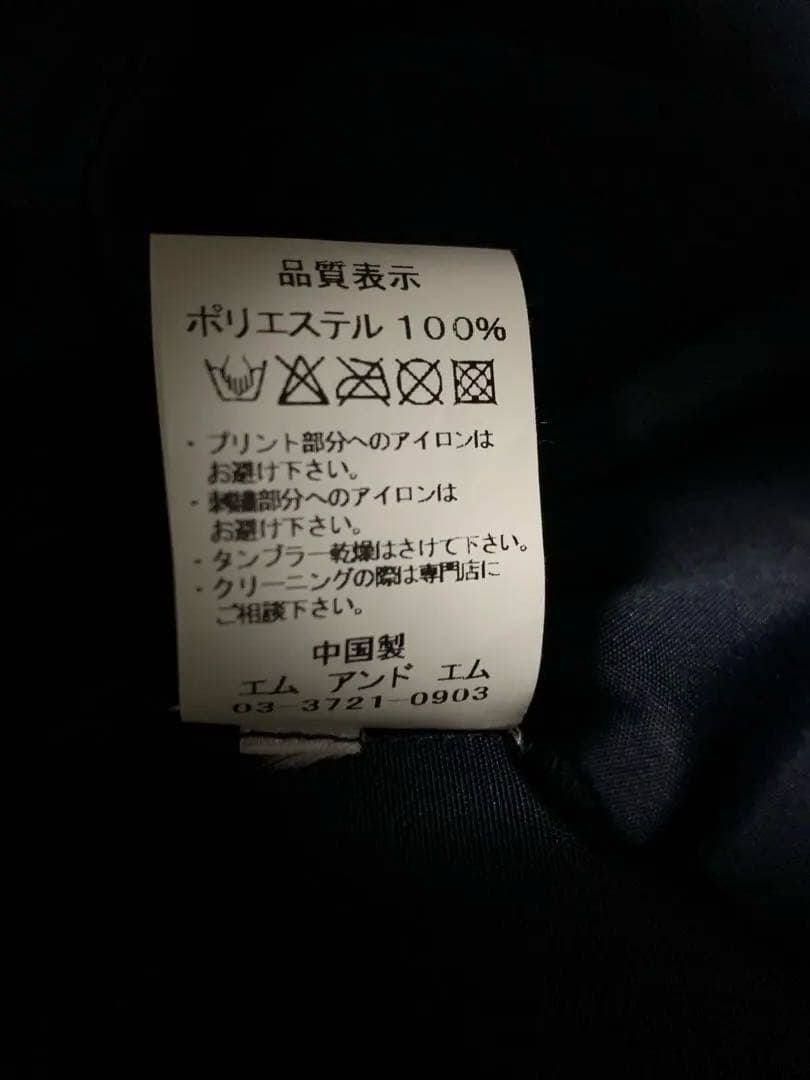 品質表示
ポリエステル 100%
・プリント部分へのアイロンは
お避け下さい。
・刺繍部分へのアイロンは
お避け下さい。
・タンブラー乾燥はさけて下さい。
・クリーニングの際は専門店に
ご相談下さい。
中国製
エム アンド エム
03-3721-0903